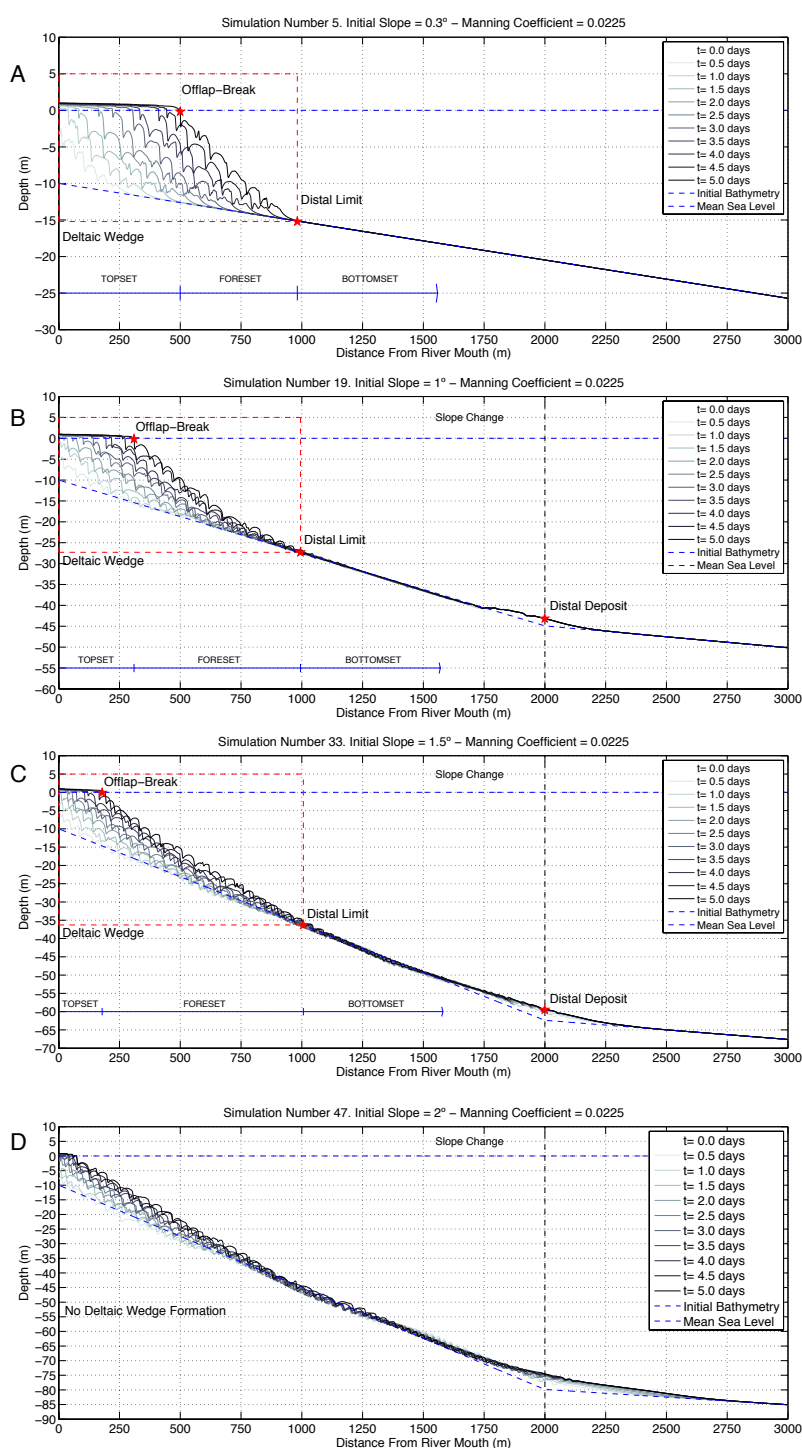 Simulation Number 5. Initial Slope = 0.3º − Manning Coefficient = 0.0225
A
10
5
0
−5
−10
−15
−20
−25
−30
Depth (m)
Offlap−Break
Distal Limit
Deltaic Wedge
TOPSET FORESET BOTTOMSET
t= 0.0 days
t= 0.5 days
t= 1.0 days
t= 1.5 days
t= 2.0 days
t= 2.5 days
t= 3.0 days
t= 3.5 days
t= 4.0 days
t= 4.5 days
t= 5.0 days
Initial Bathymetry
Mean Sea Level
0 250 500 750 1000 1250 1500 1750 2000 2250 2500 2750 3000
Distance From River Mouth (m)
Simulation Number 19. Initial Slope = 1º − Manning Coefficient = 0.0225
B
10
5
0
−5
−10
−15
−20
−25
−30
−35
−40
−45
−50
−55
−60
Depth (m)
Offlap−Break
Slope Change
Distal Limit
Deltaic Wedge
Distal Deposit
TOPSET FORESET BOTTOMSET
t= 0.0 days
t= 0.5 days
t= 1.0 days
t= 1.5 days
t= 2.0 days
t= 2.5 days
t= 3.0 days
t= 3.5 days
t= 4.0 days
t= 4.5 days
t= 5.0 days
Initial Bathymetry
Mean Sea Level
0 250 500 750 1000 1250 1500 1750 2000 2250 2500 2750 3000
Distance From River Mouth (m)
Simulation Number 33. Initial Slope = 1.5º − Manning Coefficient = 0.0225
C
10
5
0
−5
−10
−15
−20
−25
−30
−35
−40
−45
−50
−55
−60
−65
−70
Depth (m)
Offlap−Break
Slope Change
Distal Limit
Deltaic Wedge
Distal Deposit
TOPSET FORESET BOTTOMSET
t= 0.0 days
t= 0.5 days
t= 1.0 days
t= 1.5 days
t= 2.0 days
t= 2.5 days
t= 3.0 days
t= 3.5 days
t= 4.0 days
t= 4.5 days
t= 5.0 days
Initial Bathymetry
Mean Sea Level
0 250 500 750 1000 1250 1500 1750 2000 2250 2500 2750 3000
Distance From River Mouth (m)
Simulation Number 47. Initial Slope = 2º − Manning Coefficient = 0.0225
D
10
5
0
−5
−10
−15
−20
−25
−30
−35
−40
−45
−50
−55
−60
−65
−70
−75
−80
−85
−90
Depth (m)
Slope Change
No Deltaic Wedge Formation
t= 0.0 days
t= 0.5 days
t= 1.0 days
t= 1.5 days
t= 2.0 days
t= 2.5 days
t= 3.0 days
t= 3.5 days
t= 4.0 days
t= 4.5 days
t= 5.0 days
Initial Bathymetry
Mean Sea Level
0 250 500 750 1000 1250 1500 1750 2000 2250 2500 2750 3000
Distance From River Mouth (m)